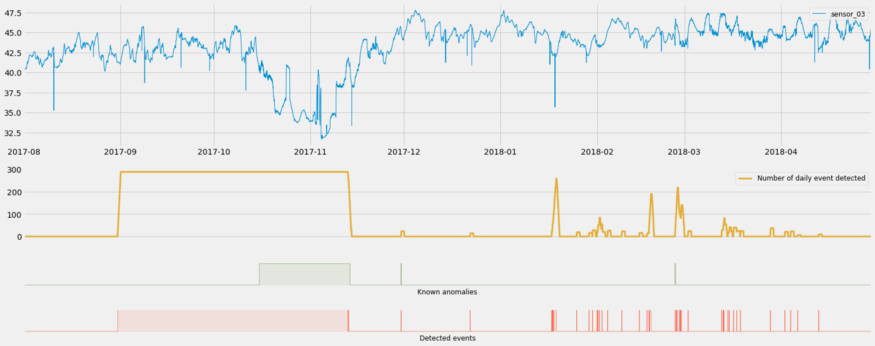 47.5
sensor_03
45.0
42.5
40.0
37.5
35.0
32.5
2017-08 2017-09 2017-10 2017-11 2017-12 2018-01 2018-02 2018-03 2018-04
300
Number of daily event detected
200
100
0
Known anomalies
Detected events